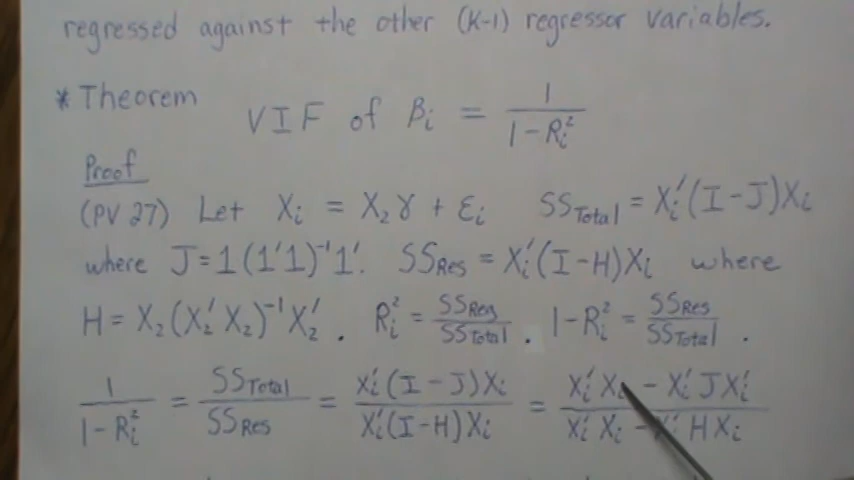 regressed against the other (K-1) regressor variables.
* Theorem VIF of βi = 1 / (1-Ri²)
Proof
(PV 27) Let Xi = X₂γ + εi SSTotal = Xi'(I-J)Xi
where J=1(1'1)⁻¹1'. SSRes = Xi'(I-H)Xi where
H = X₂(X₂'X₂)⁻¹X₂'. Ri² = SSReg / SSTotal. 1-Ri² = SSRes / SSTotal.
1 / (1-Ri²) = SSTotal / SSRes = Xi'(I-J)Xi / Xi'(I-H)Xi = Xi'Xi - Xi'JXi' / Xi'Xi - Xi'HXi